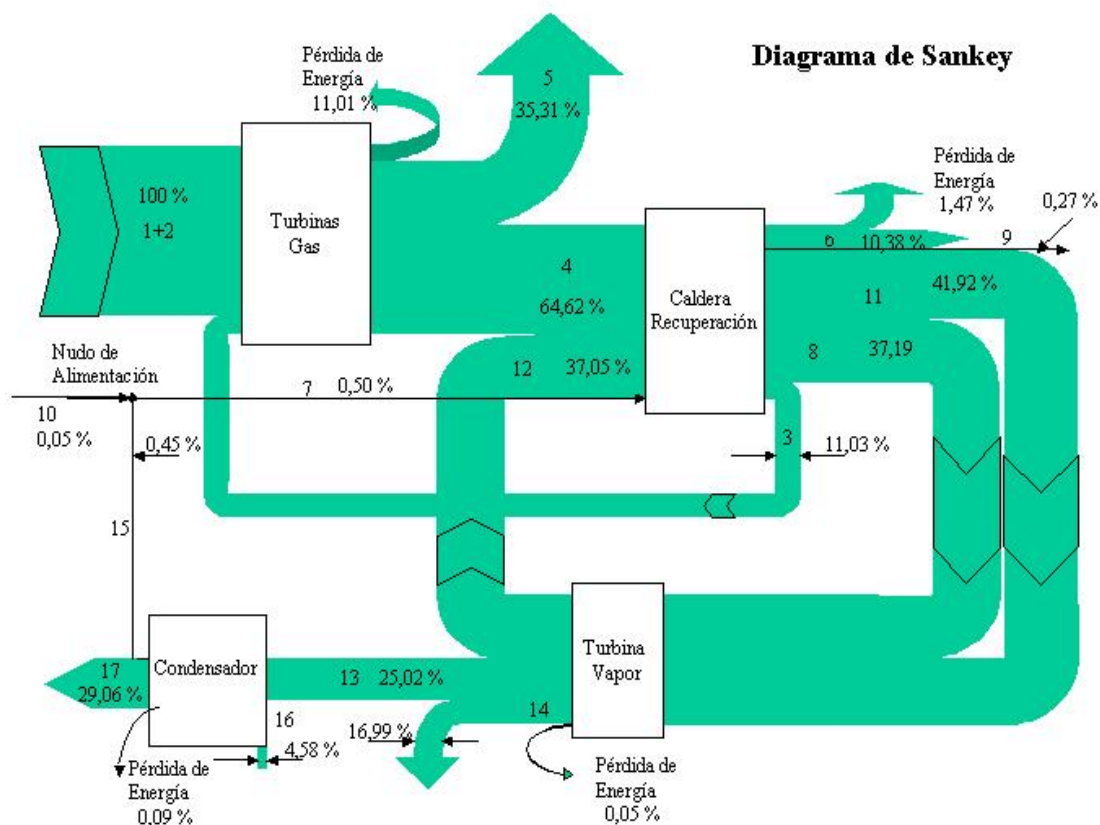 Diagrama de Sankey
Pérdida de
Energía
11,01 %
5
35,31 %
Pérdida de
Energía
1,47 %
0,27 %
100 %
1+2
Turbinas
Gas
6
10,38 %
9
4
64,62 %
Caldera
Recuperación
11
41,92 %
8
37,19
Nudo de
Alimentación
12
37,05 %
7
0,50 %
10
0,05 %
0,45 %
3
11,03 %
15
Condensador
Turbina
Vapor
17
29,06 %
13
25,02 %
16
14
16,99 %
4,58 %
Pérdida de
Energía
0,09 %
Pérdida de
Energía
0,05 %